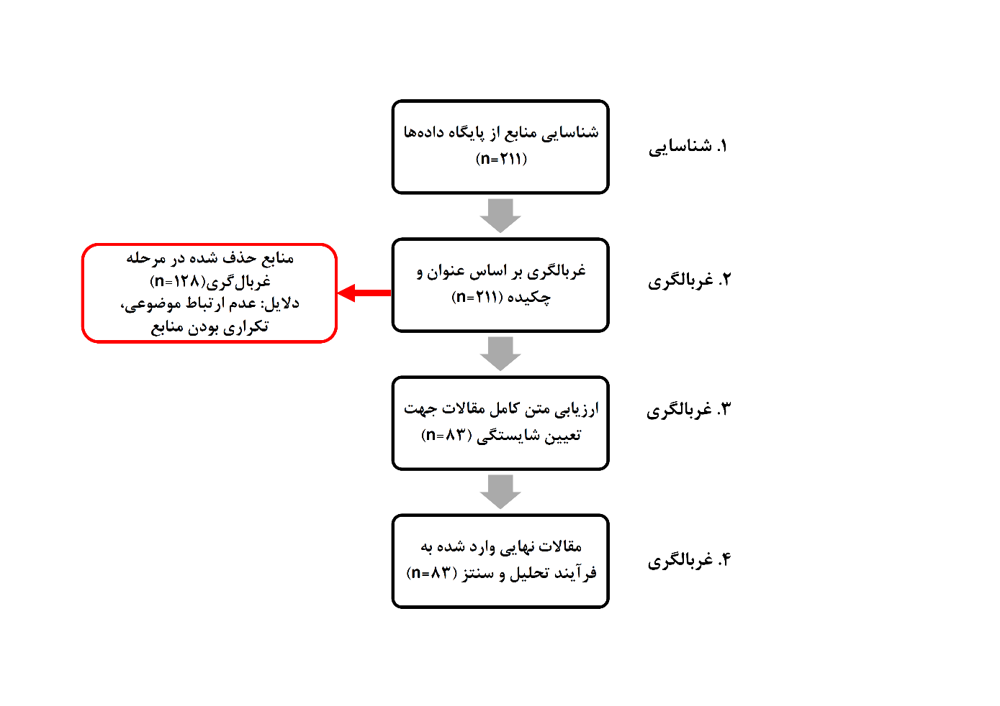 ۱. شناسایی
شناسایی منابع از پایگاه داده‌ها
(n=۲۱۱)
۲. غربالگری
غربالگری بر اساس عنوان و
چکیده (n=۲۱۱)
منابع حذف شده در مرحله
غربال‌گری(n=۱۲۸)
دلایل: عدم ارتباط موضوعی،
تکراری بودن منابع
۳. غربالگری
ارزیابی متن کامل مقالات جهت
تعیین شایستگی (n=۸۳)
۴. غربالگری
مقالات نهایی وارد شده به
فرآیند تحلیل و سنتز (n=۸۳)